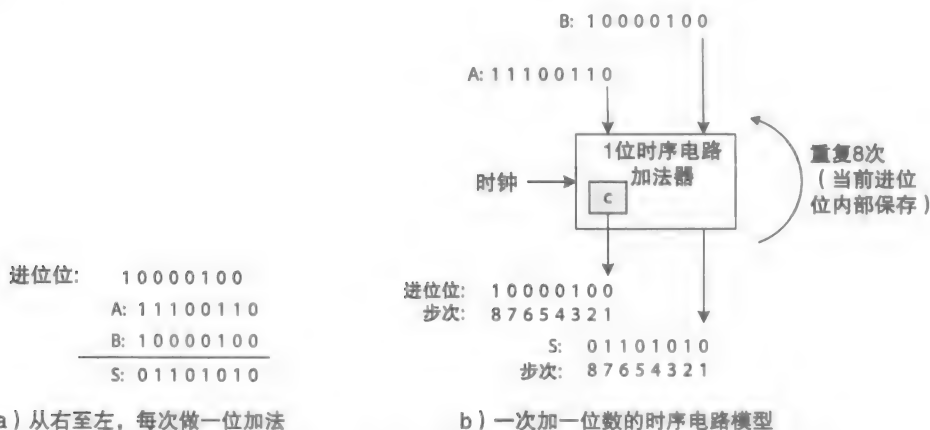 进位位: 10000100
A: 11100110
B: 10000100
S: 01101010
a）从右至左，每次做一位加法
B: 10000100
A: 11100110
1位时序电路
加法器
时钟
c
重复8次
（当前进位
位内部保存）
进位位: 10000100
步次: 87654321
S: 01101010
步次: 87654321
b）一次加一位数的时序电路模型